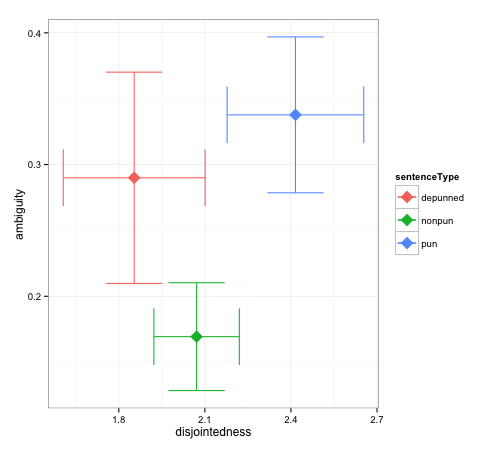 0.4
0.3
0.2
ambiguity
1.8
2.1
2.4
2.7
disjointedness
sentenceType
depunned
nonpun
pun